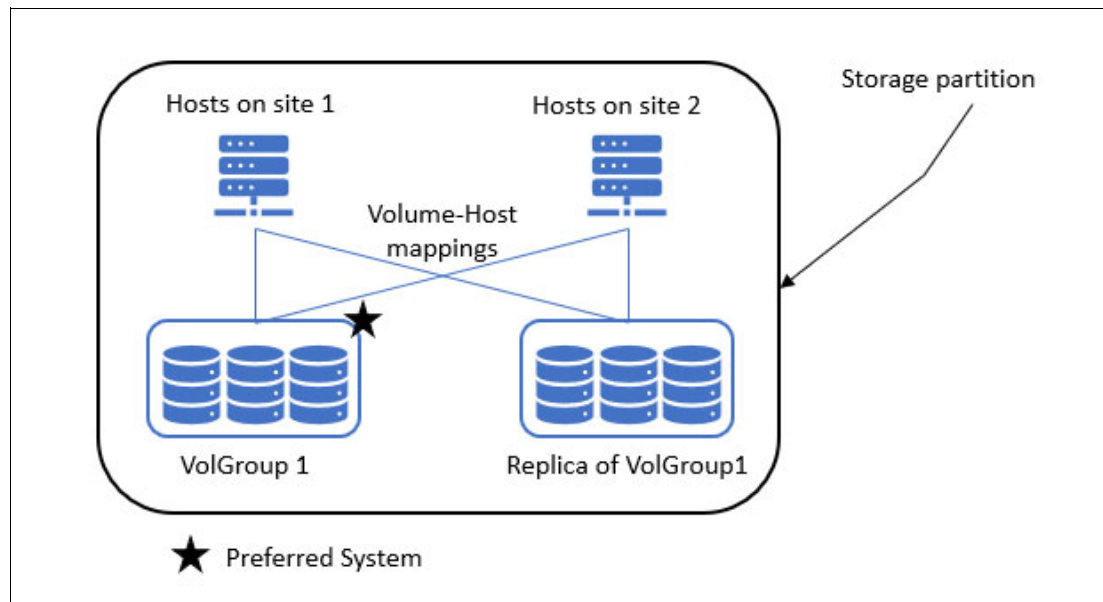 Storage partition
Hosts on site 1
Hosts on site 2
Volume-Host
mappings
VolGroup 1
Replica of VolGroup1
Preferred System